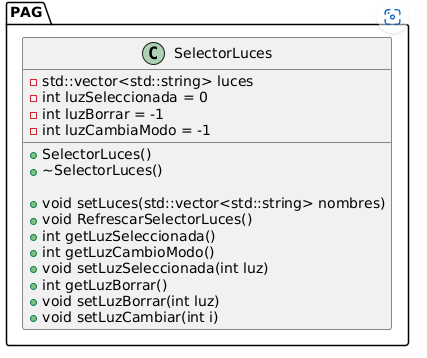 PAG
C SelectorLuces
std::vector<std::string> luces
int luzSeleccionada = 0
int luzBorrar = -1
int luzCambiaModo = -1
SelectorLuces()
~SelectorLuces()
void setLuces(std::vector<std::string> nombres)
void RefrescarSelectorLuces()
int getLuzSeleccionada()
int getLuzCambioModo()
void setLuzSeleccionada(int luz)
int getLuzBorrar()
void setLuzBorrar(int luz)
void setLuzCambiar(int i)